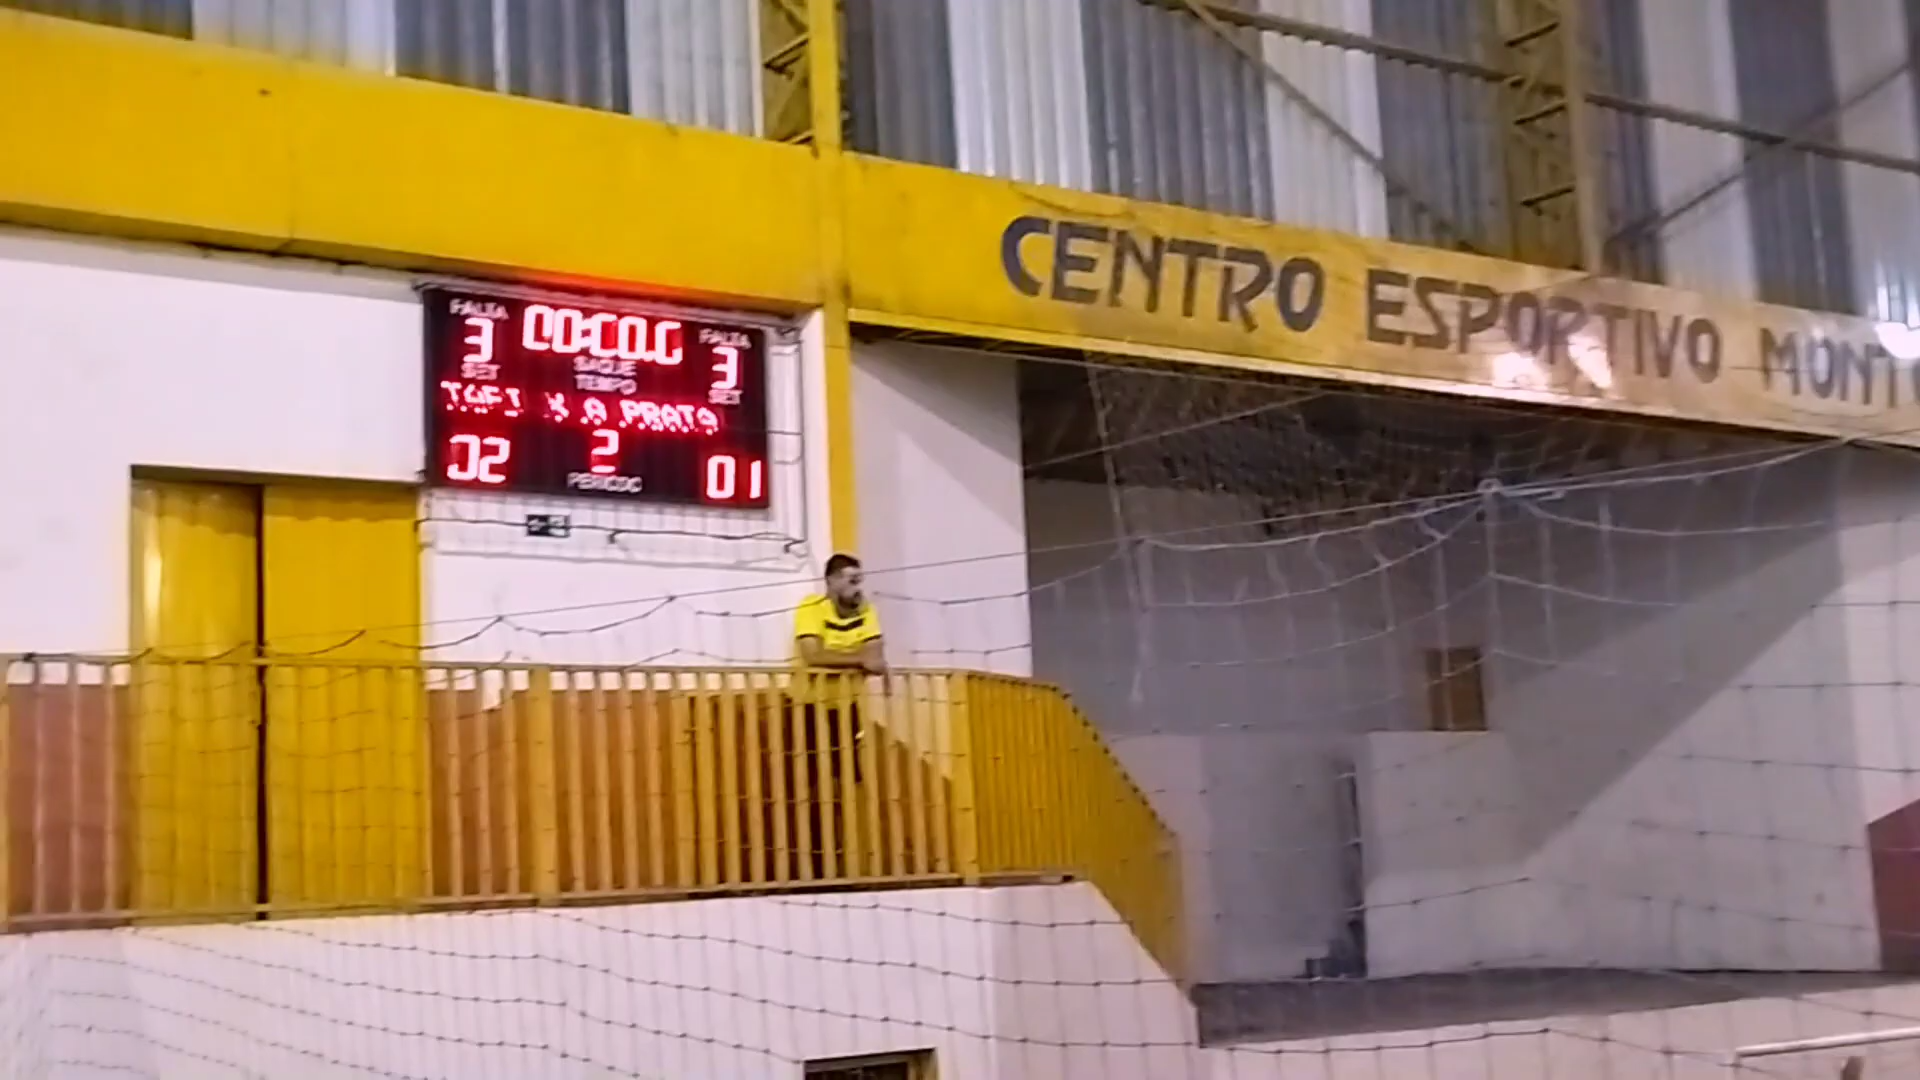 CENTRO ESPORTIVO
FALTA 00:00.0 FALTA
3 SAQUE 3
SET TEMPO SET
X A PRATA
02 2 01
PERIODO